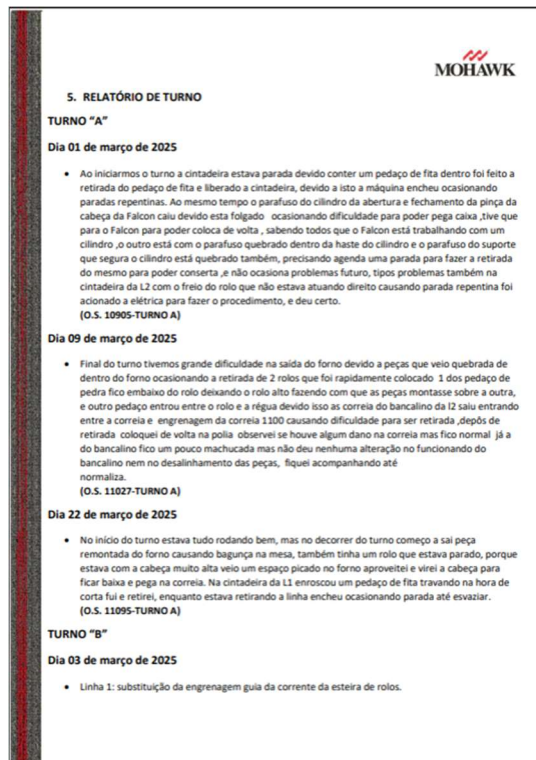 MOHAWK
5. RELATÓRIO DE TURNO
TURNO "A"
Dia 01 de março de 2025
• Ao iniciarmos o turno a cintadeira estava parada devido conter um pedaço de fita dentro foi feito a
retirada do pedaço de fita e liberado a cintadeira, devido a isto a máquina encheu ocasionando
paradas repentinas. Ao mesmo tempo o parafuso do cilindro da abertura e fechamento da pinça da
cabeça da Falcon caiu devido esta folgado ocasionando dificuldade para poder pega caixa ,tive que
para o Falcon para poder coloca de volta , sabendo todos que o Falcon está trabalhando com um
cilindro ,o outro está com o parafuso quebrado dentro da haste do cilindro e o parafuso do suporte
que segura o cilindro está quebrado também, precisando agenda uma parada para fazer a retirada
do mesmo para poder conserta ,e não ocasiona problemas futuro, tipos problemas também na
cintadeira da L2 com o freio do rolo que não estava atuando direito causando parada repentina foi
acionado a elétrica para fazer o procedimento, e deu certo.
(O.S. 10905-TURNO A)
Dia 09 de março de 2025
• Final do turno tivemos grande dificuldade na saída do forno devido a peças que veio quebrada de
dentro do forno ocasionando a retirada de 2 rolos que foi rapidamente colocado 1 dos pedaço de
pedra fico embaixo do rolo deixando o rolo alto fazendo com que as peças montasse sobre a outra,
e outro pedaço entrou entre o rolo e a régua devido isso as correia do bancalino da l2 saiu entrando
entre a correia e engrenagem da correia 1100 causando dificuldade para ser retirada ,depôs de
retirada coloquei de volta na polia observei se houve algum dano na correia mas fico normal já a
do bancalino fico um pouco machucada mas não deu nenhuma alteração no funcionando do
bancalino nem no desalinhamento das peças, fiquei acompanhando até
normaliza.
(O.S. 11027-TURNO A)
Dia 22 de março de 2025
• No início do turno estava tudo rodando bem, mas no decorrer do turno começo a sai peça
remontada do forno causando bagunça na mesa, também tinha um rolo que estava parado, porque
estava com a cabeça muito alta veio um espaço picado no forno aproveitei e virei a cabeça para
ficar baixa e pega na correia. Na cintadeira da L1 enroscou um pedaço de fita travando na hora de
corta fui e retirei, enquanto estava retirando a linha encheu ocasionando parada até esvaziar.
(O.S. 11095-TURNO A)
TURNO "B"
Dia 03 de março de 2025
• Linha 1: substituição da engrenagem guia da corrente da esteira de rolos.